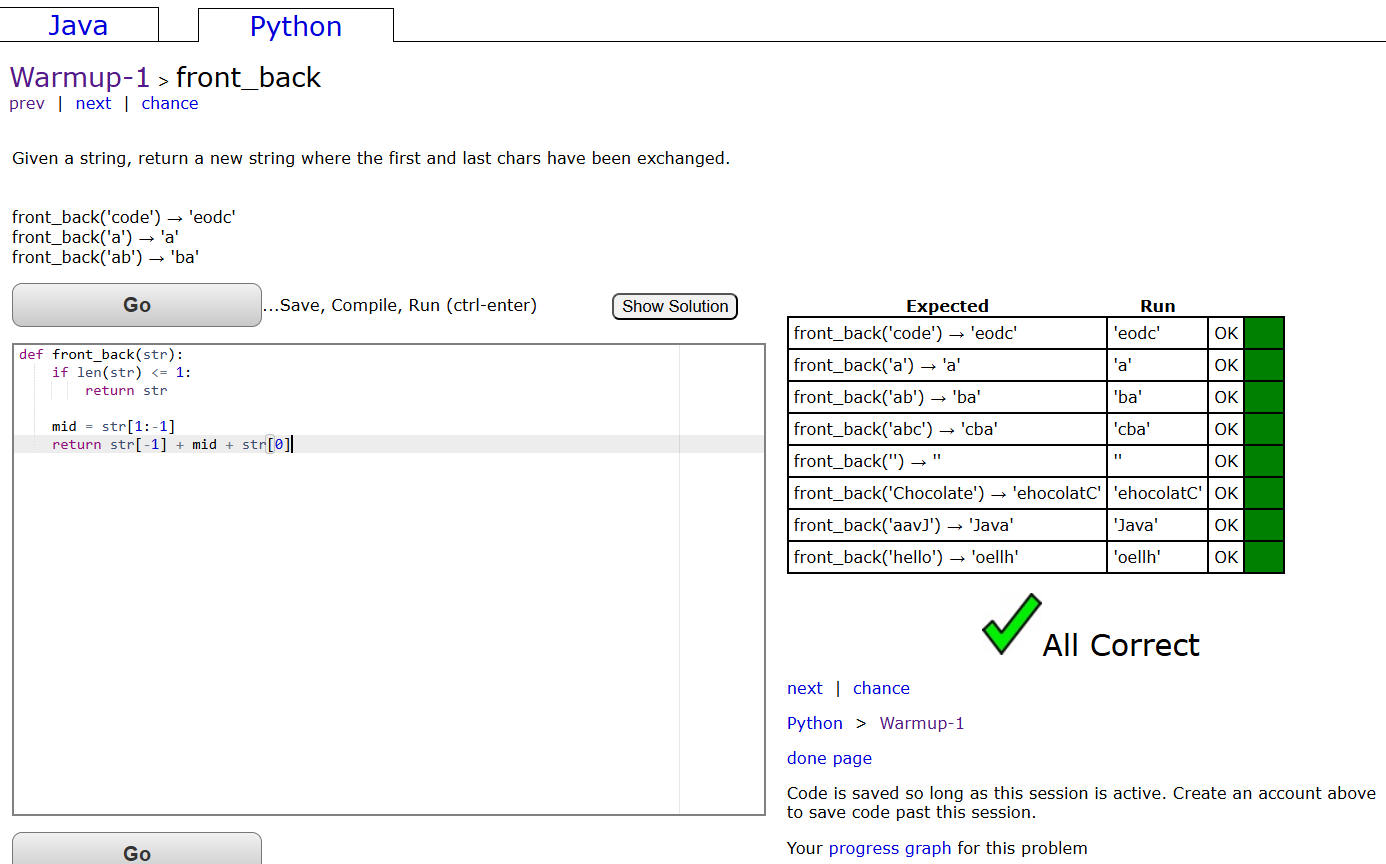 Java Python
Warmup-1 > front_back
prev | next | chance
Given a string, return a new string where the first and last chars have been exchanged.
front_back('code') → 'eodc'
front_back('a') → 'a'
front_back('ab') → 'ba'
Go ...Save, Compile, Run (ctrl-enter) Show Solution
def front_back(str):
    if len(str) <= 1:
        return str
    mid = str[1:-1]
    return str[-1] + mid + str[0]
Go
Expected Run
front_back('code') → 'eodc' 'eodc' OK
front_back('a') → 'a' 'a' OK
front_back('ab') → 'ba' 'ba' OK
front_back('abc') → 'cba' 'cba' OK
front_back('') → '' '' OK
front_back('Chocolate') → 'ehocolatC' 'ehocolatC' OK
front_back('aavJ') → 'Java' 'Java' OK
front_back('hello') → 'oellh' 'oellh' OK
All Correct
next | chance
Python > Warmup-1
done page
Code is saved so long as this session is active. Create an account above
to save code past this session.
Your progress graph for this problem